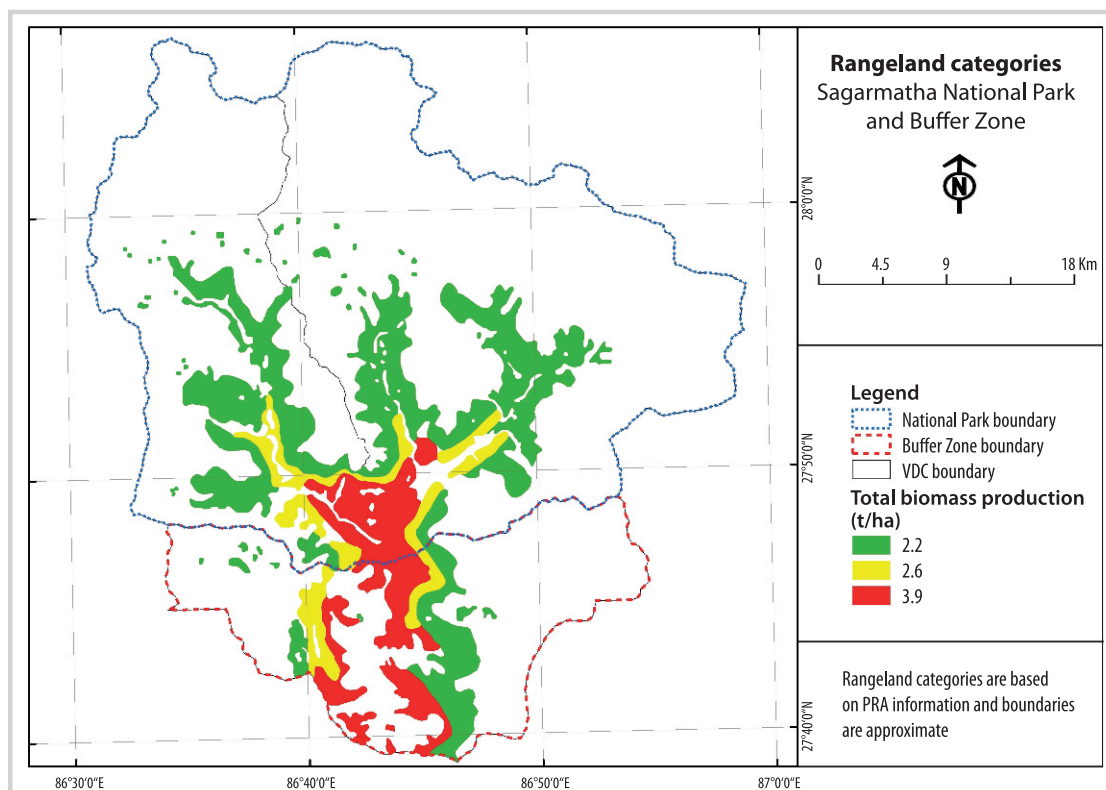 Rangeland categories
Sagarmatha National Park
and Buffer Zone
N
0 4.5 9 18 Km
Legend
National Park boundary
Buffer Zone boundary
VDC boundary
Total biomass production
(t/ha)
2.2
2.6
3.9
Rangeland categories are based
on PRA information and boundaries
are approximate
28°0'0"N
27°50'0"N
27°40'0"N
86°30'0"E 86°40'0"E 86°50'0"E 87°0'0"E